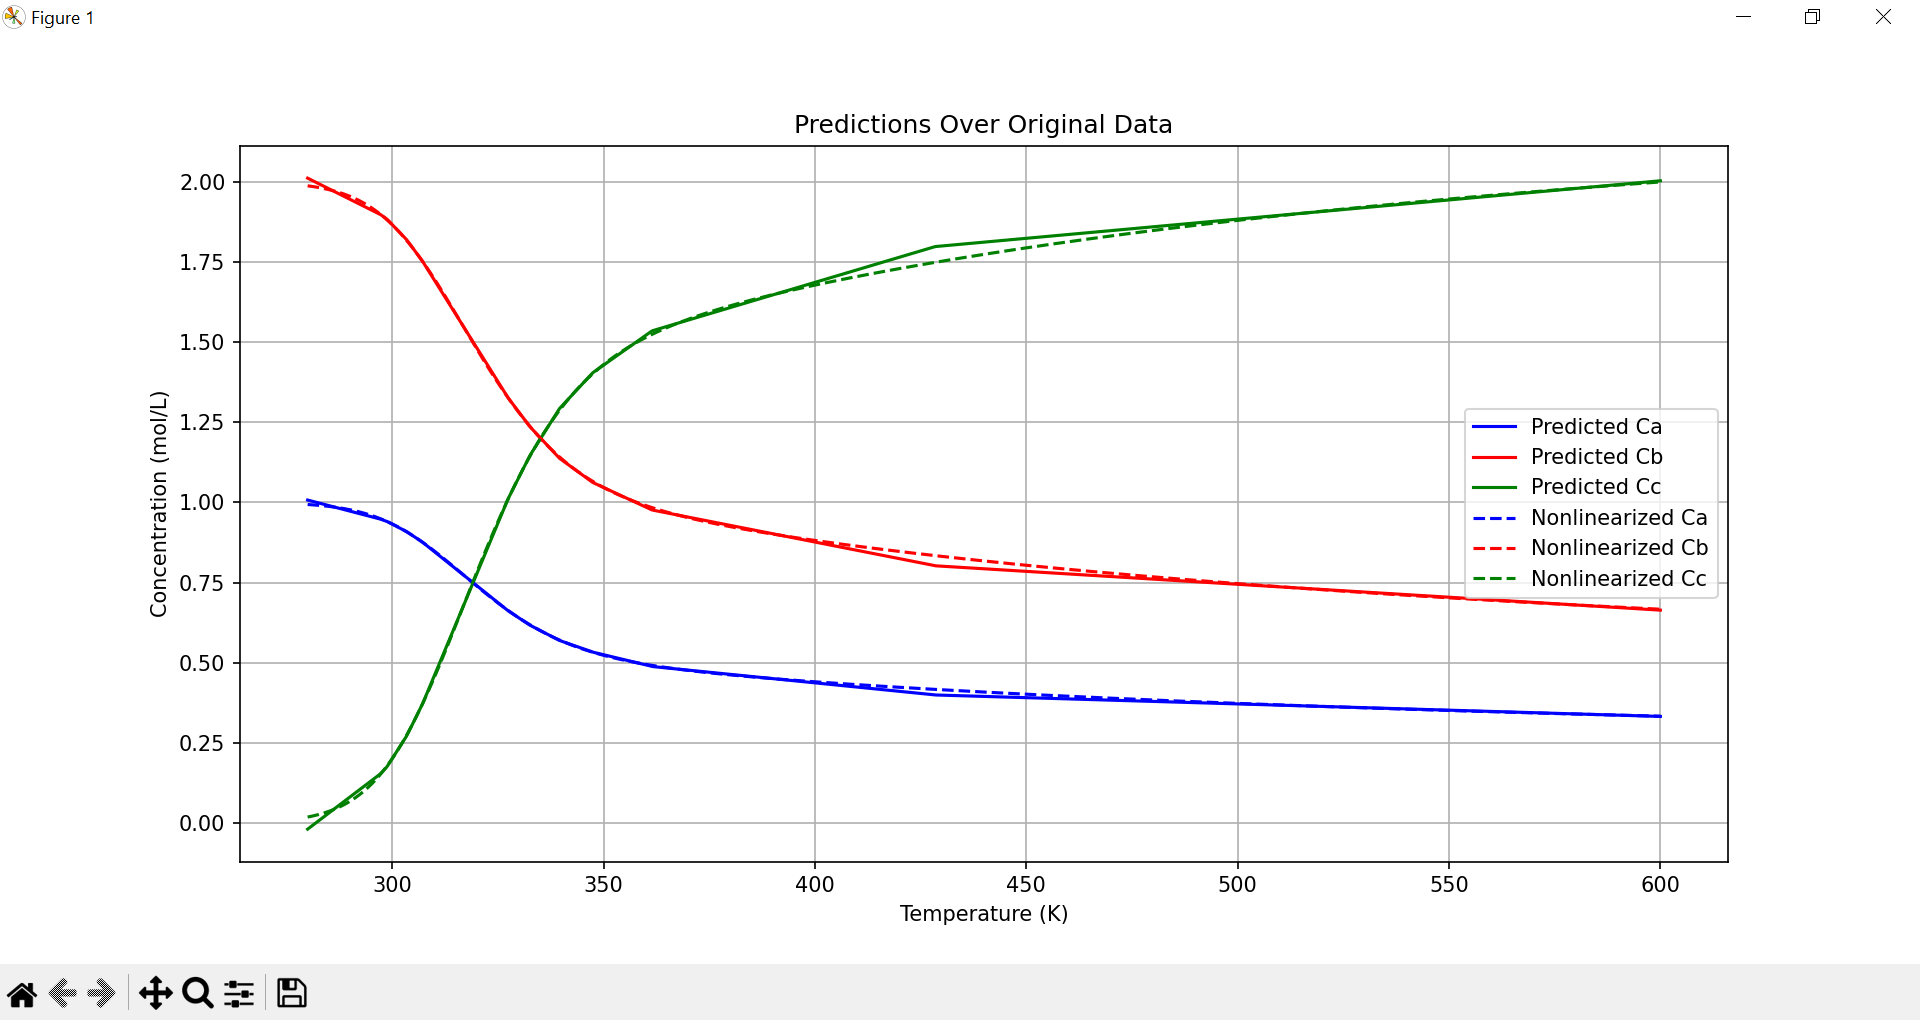 Figure 1
Predictions Over Original Data
2.00
1.75
1.50
1.25
1.00
0.75
0.50
0.25
0.00
Concentration (mol/L)
Predicted Ca
Predicted Cb
Predicted Cc
Nonlinearized Ca
Nonlinearized Cb
Nonlinearized Cc
300 350 400 450 500 550 600
Temperature (K)